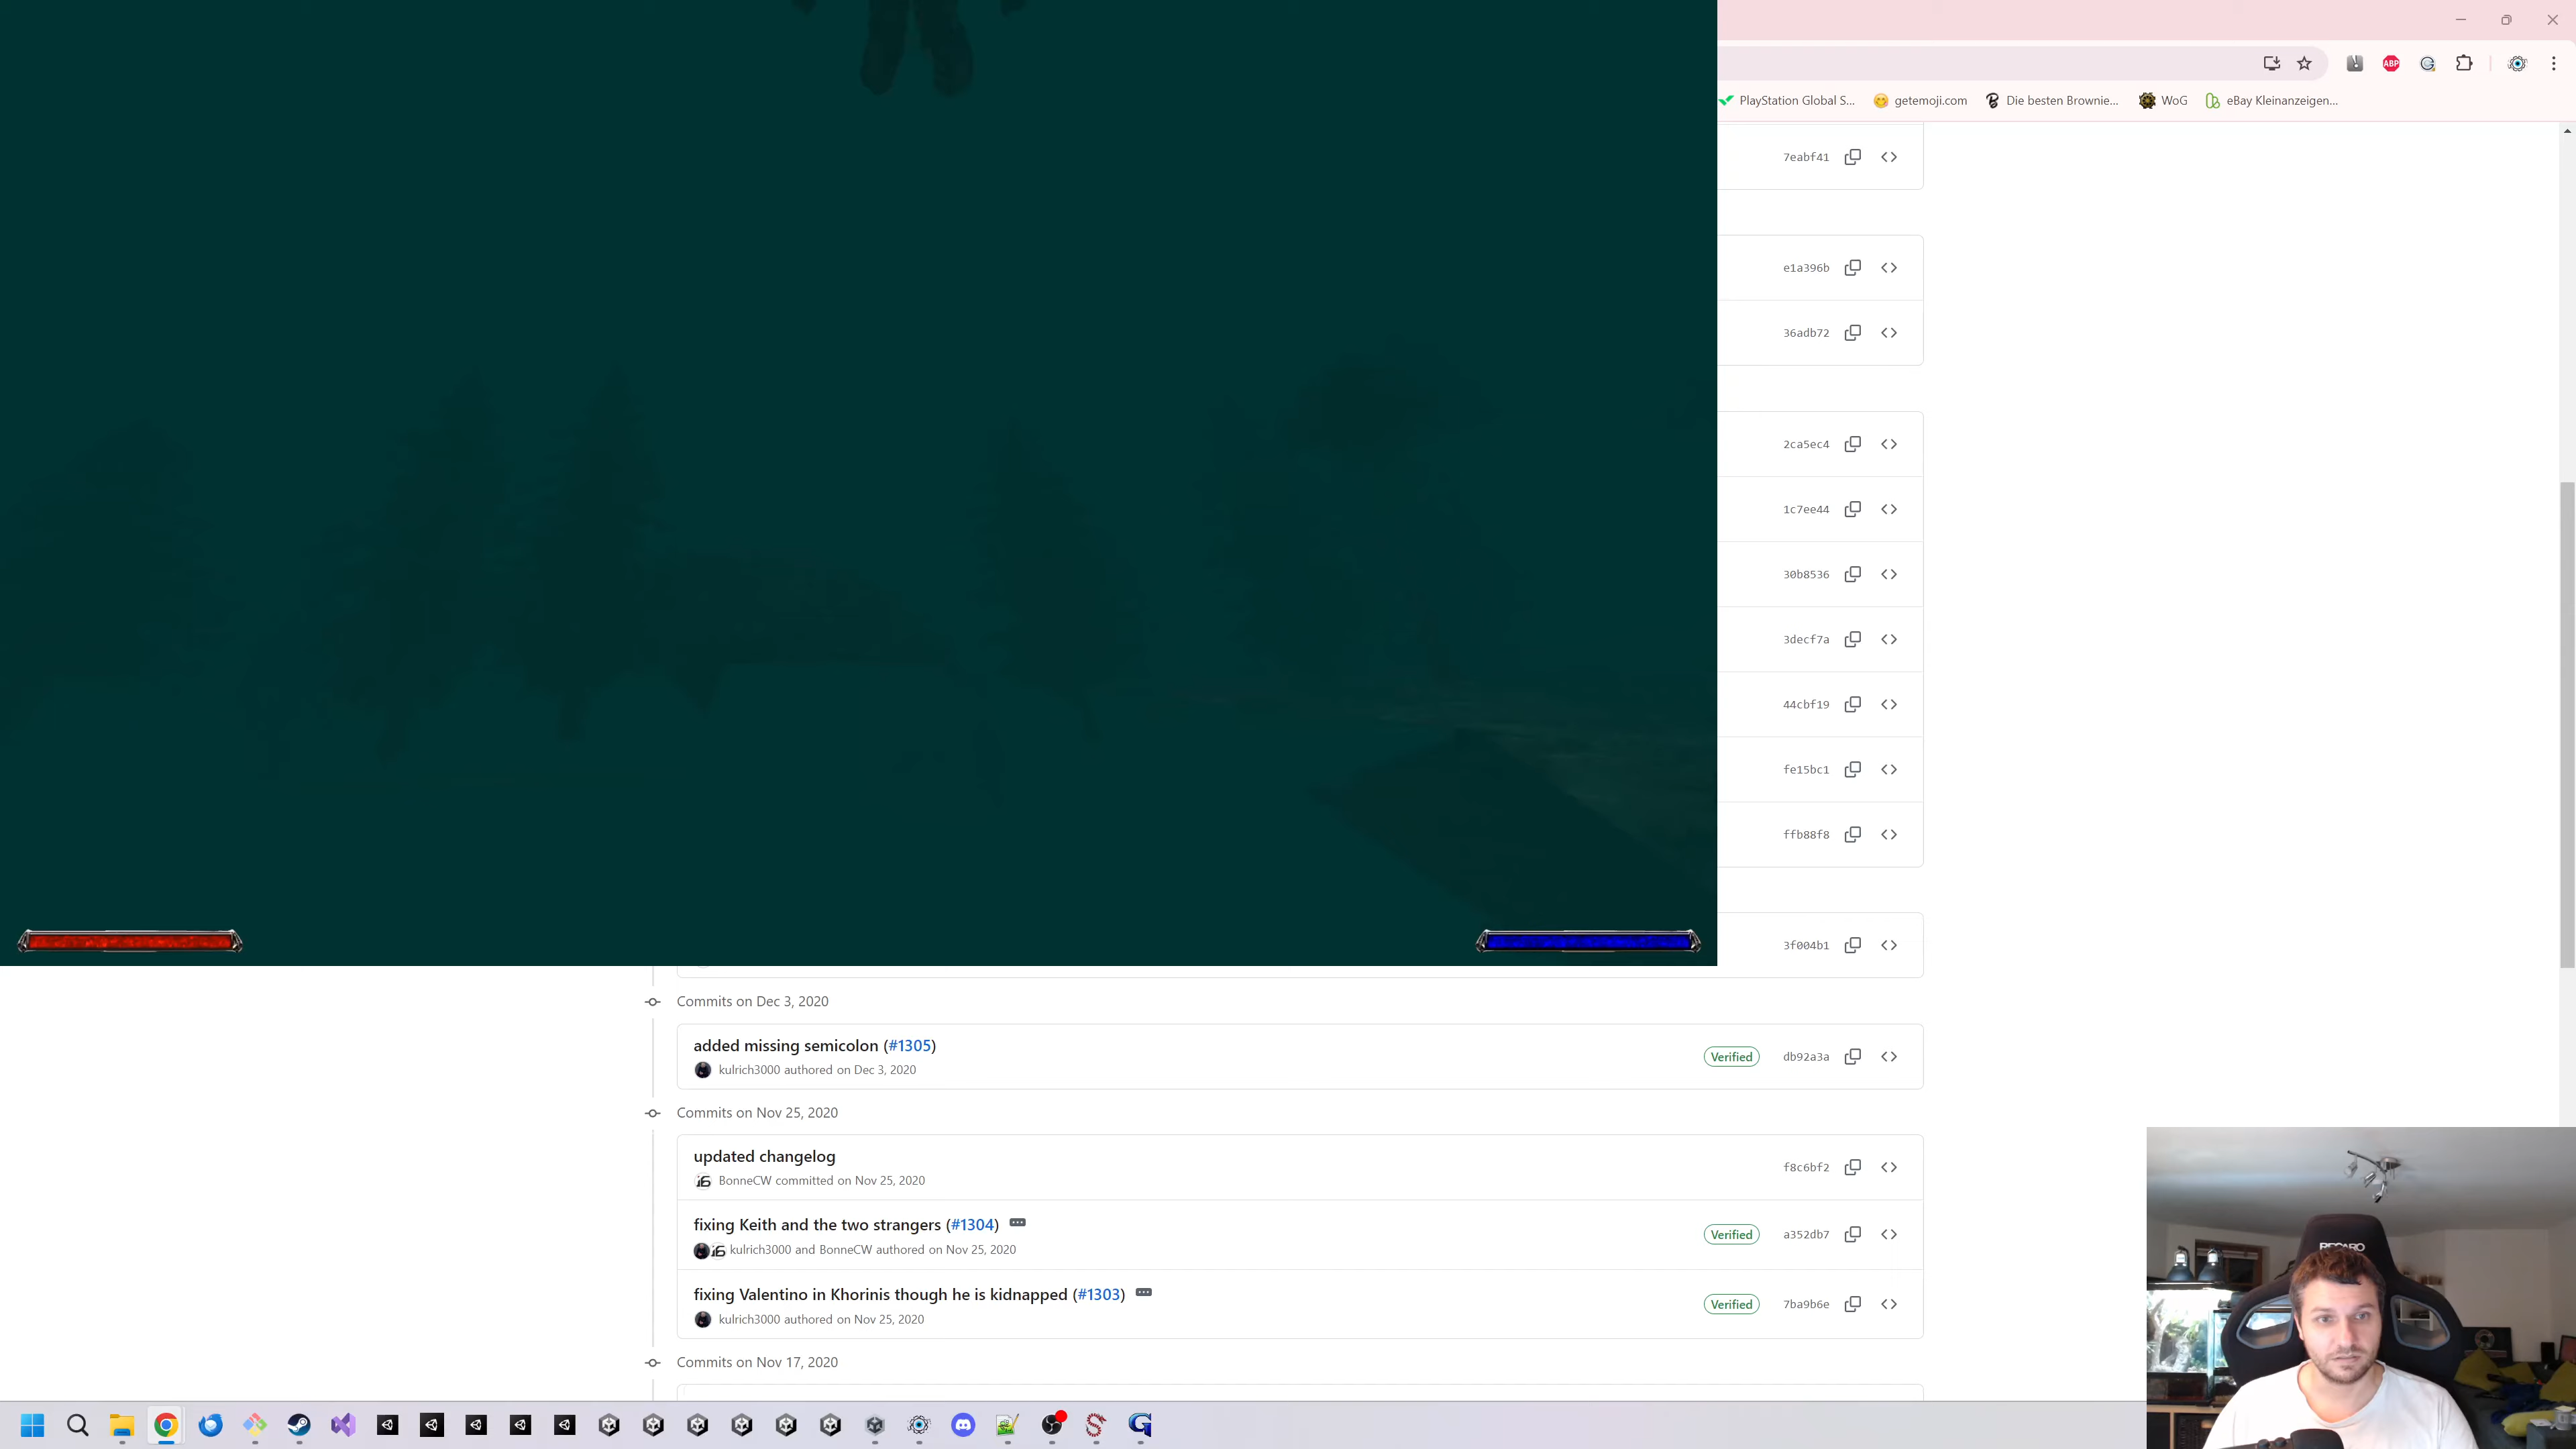 PlayStation Global S...
getemoji.com
Die besten Brownie...
WoG
eBay Kleinanzeigen...
ABP
7eabf41
e1a396b
36adb72
2ca5ec4
1c7ee44
30b8536
3decf7a
44cbf19
fe15bc1
ffb88f8
3f004b1
Commits on Dec 3, 2020
added missing semicolon (#1305)
kulrich3000 authored on Dec 3, 2020
Verified
db92a3a
Commits on Nov 25, 2020
updated changelog
BonneCW committed on Nov 25, 2020
f8c6bf2
fixing Keith and the two strangers (#1304)
kulrich3000 and BonneCW authored on Nov 25, 2020
Verified
a352db7
fixing Valentino in Khorinis though he is kidnapped (#1303)
kulrich3000 authored on Nov 25, 2020
Verified
7ba9b6e
Commits on Nov 17, 2020
RECARO